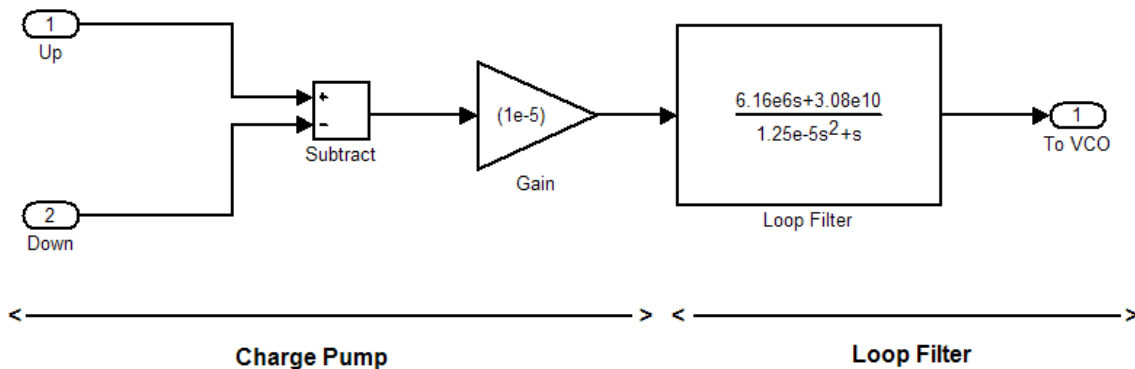 1
Up
+
−
Subtract
(1e-5)
Gain
6.16e6s+3.08e10
1.25e-5s²+s
Loop Filter
1
To VCO
2
Down
< >
< >
Charge Pump
Loop Filter